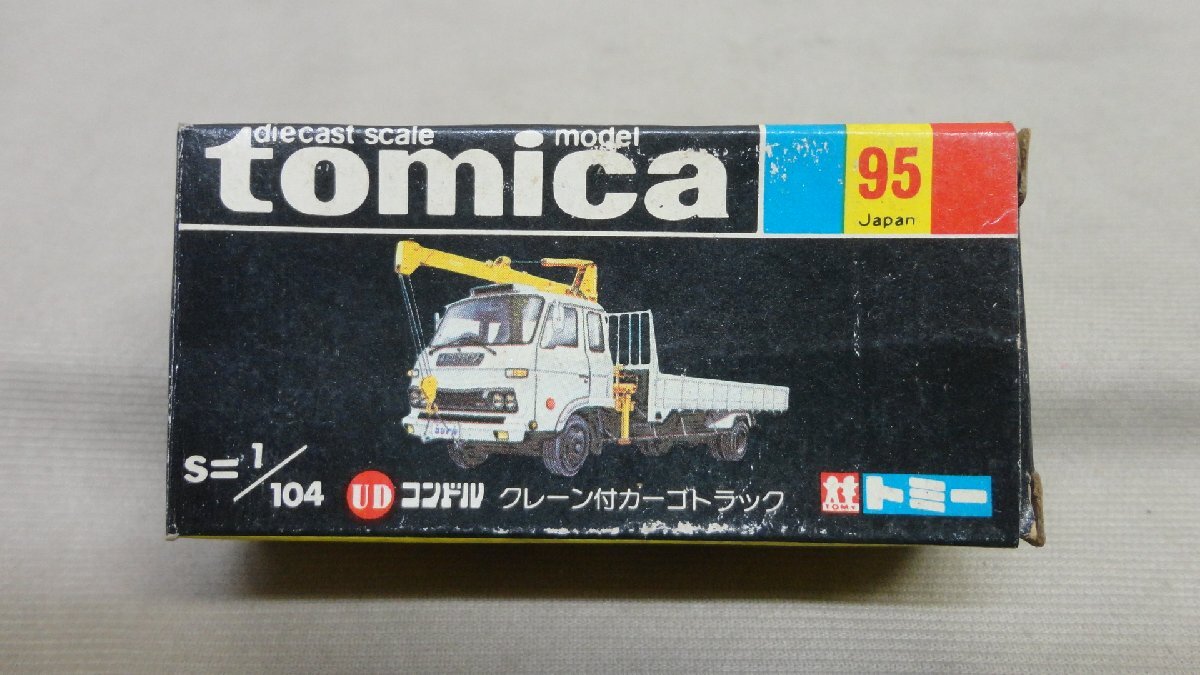 diecast scale model
tomica
95
Japan
S=1/104
UD コンドル クレーン付カーゴトラック
TOMY
トミー